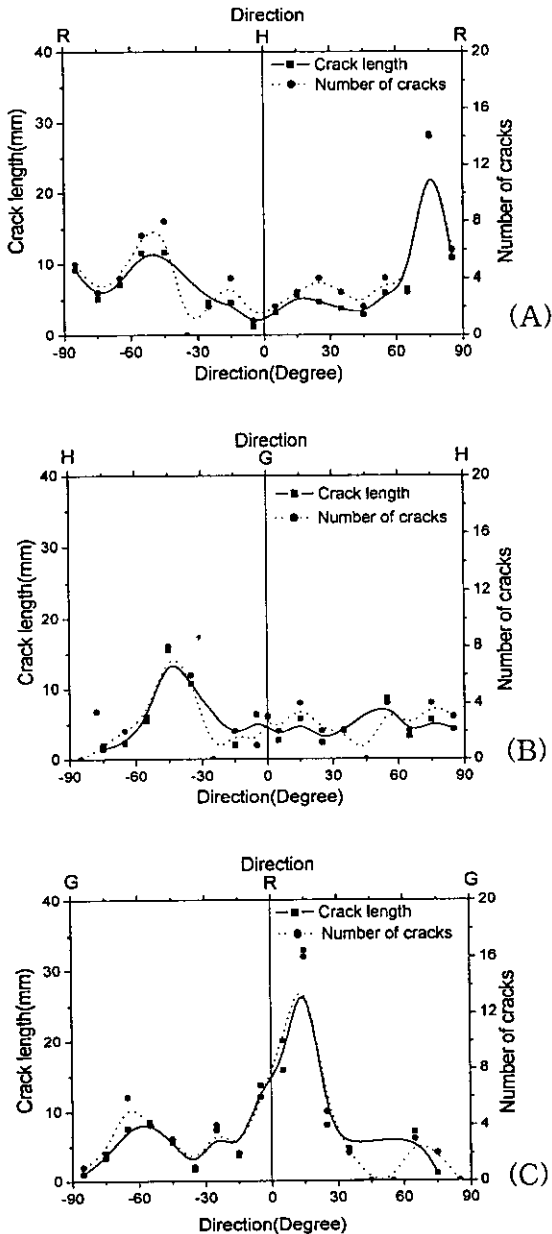 Direction
R H R
40 20
Crack length
Number of cracks
30 16
12
20
8
10
4
0 0
Crack length(mm)
Number of cracks
-90 -60 -30 0 30 60 90
Direction(Degree)
(A)
Direction
H G H
40 20
Crack length
Number of cracks
30 16
12
20
8
10
4
0 0
Crack length(mm)
Number of cracks
-90 -60 -30 0 30 60 90
Direction(Degree)
(B)
Direction
G R G
40 20
Crack length
Number of cracks
30 16
12
20
8
10
4
0 0
Crack length(mm)
Number of cracks
-90 -60 -30 0 30 60 90
Direction(Degree)
(C)